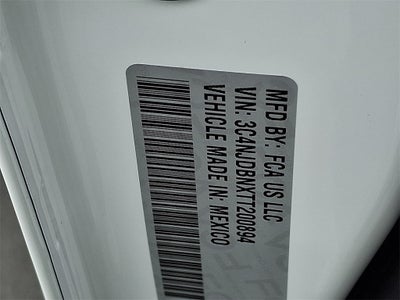 MFD BY: FCA US LLC
VIN: 3C4NJDBNXTT200894
VEHICLE MADE IN: MEXICO